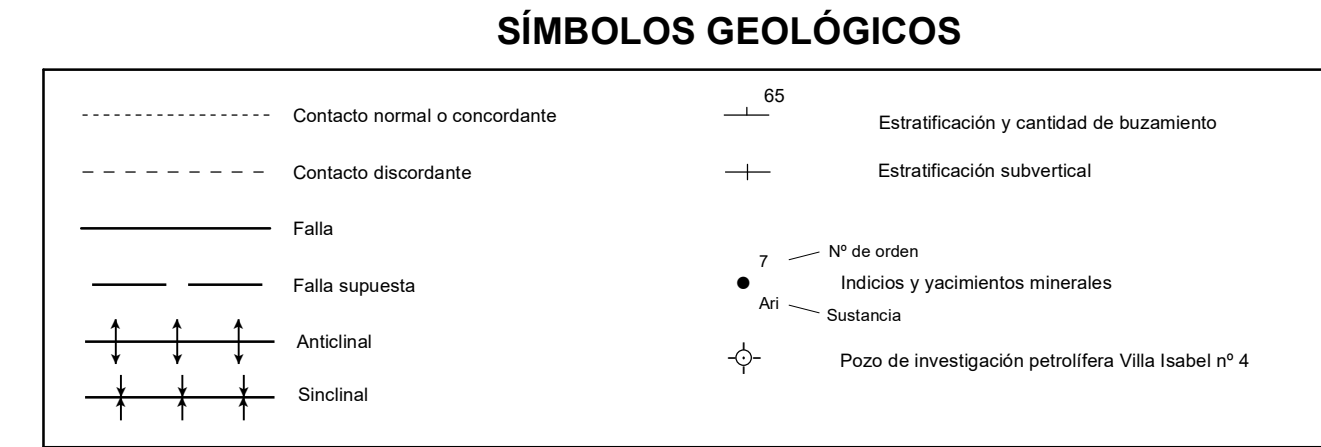 SÍMBOLOS GEOLÓGICOS
Contacto normal o concordante
Contacto discordante
Falla
Falla supuesta
Anticlinal
Sinclinal
65
Estratificación y cantidad de buzamiento
Estratificación subvertical
7
Nº de orden
Indicios y yacimientos minerales
Ari
Sustancia
Pozo de investigación petrolífera Villa Isabel nº 4